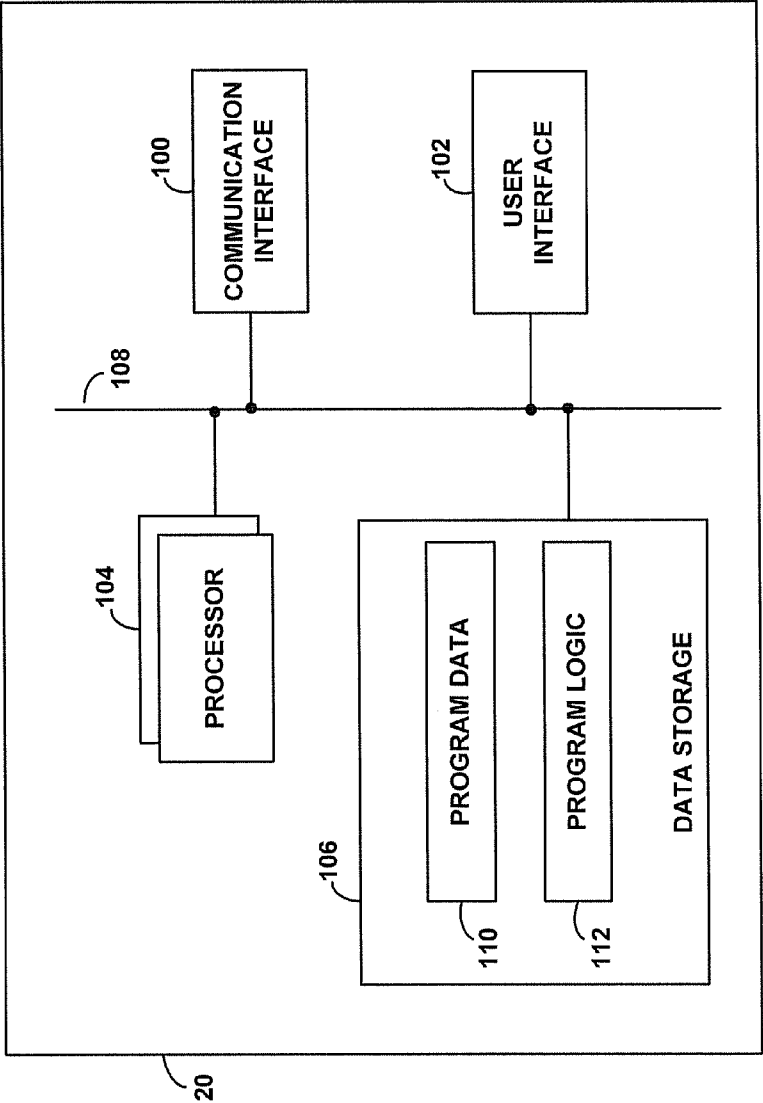 104
108
100
20
PROCESSOR
COMMUNICATION
INTERFACE
106
102
PROGRAM DATA
110
USER
INTERFACE
PROGRAM LOGIC
112
DATA STORAGE